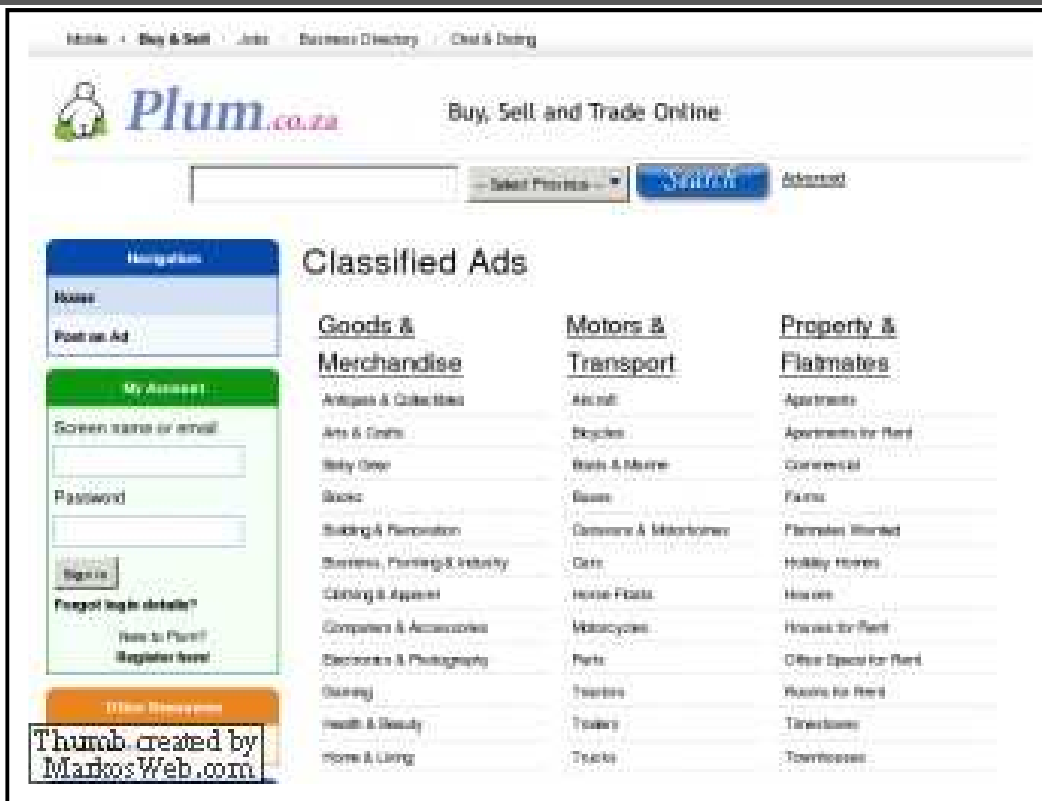 Mobile Buy & Sell Jobs Business Directory Chat & Dating
Plum.co.za
Buy, Sell and Trade Online
-- Select Province -- Search Advanced
Navigation
Home
Post an Ad
My Account
Screen name or email
Password
Sign in
Forgot login details?
New to Plum?
Register here!
Other Resources
Thumb created by
MarkosWeb.com
Classified Ads
Goods &
Merchandise
Antiques & Collectibles
Arts & Crafts
Baby Gear
Books
Building & Renovation
Business, Farming & Industry
Clothing & Apparel
Computers & Accessories
Electronics & Photography
Gaming
Health & Beauty
Home & Living
Motors &
Transport
Aircraft
Bicycles
Boats & Marine
Buses
Caravans & Motorhomes
Cars
Horse Floats
Motorcycles
Parts
Tractors
Trailers
Trucks
Property &
Flatmates
Apartments
Apartments for Rent
Commercial
Farms
Flatmates Wanted
Holiday Homes
Houses
Houses for Rent
Office Space for Rent
Rooms for Rent
Timeshares
Townhouses